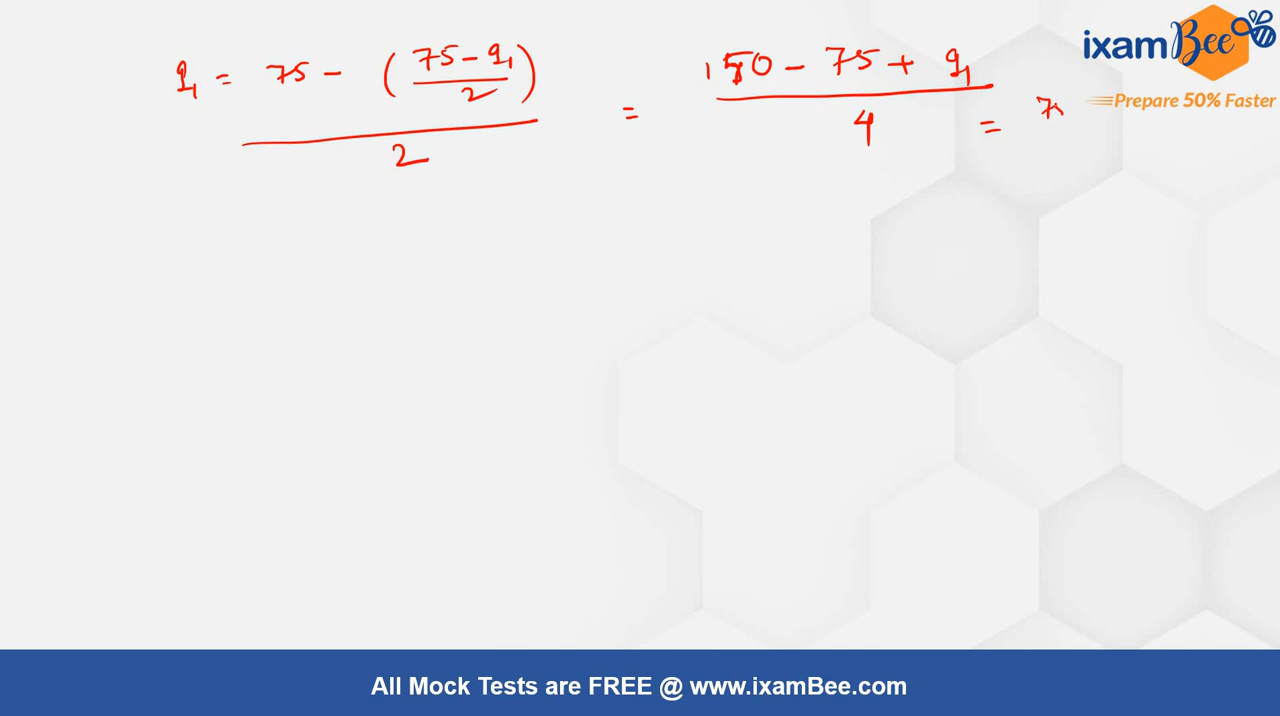 ixamBee
Prepare 50% Faster
q₁ = (75 - ((75 - q₁)/2))/2 = (150 - 75 + q₁)/4 = 7
All Mock Tests are FREE @ www.ixamBee.com